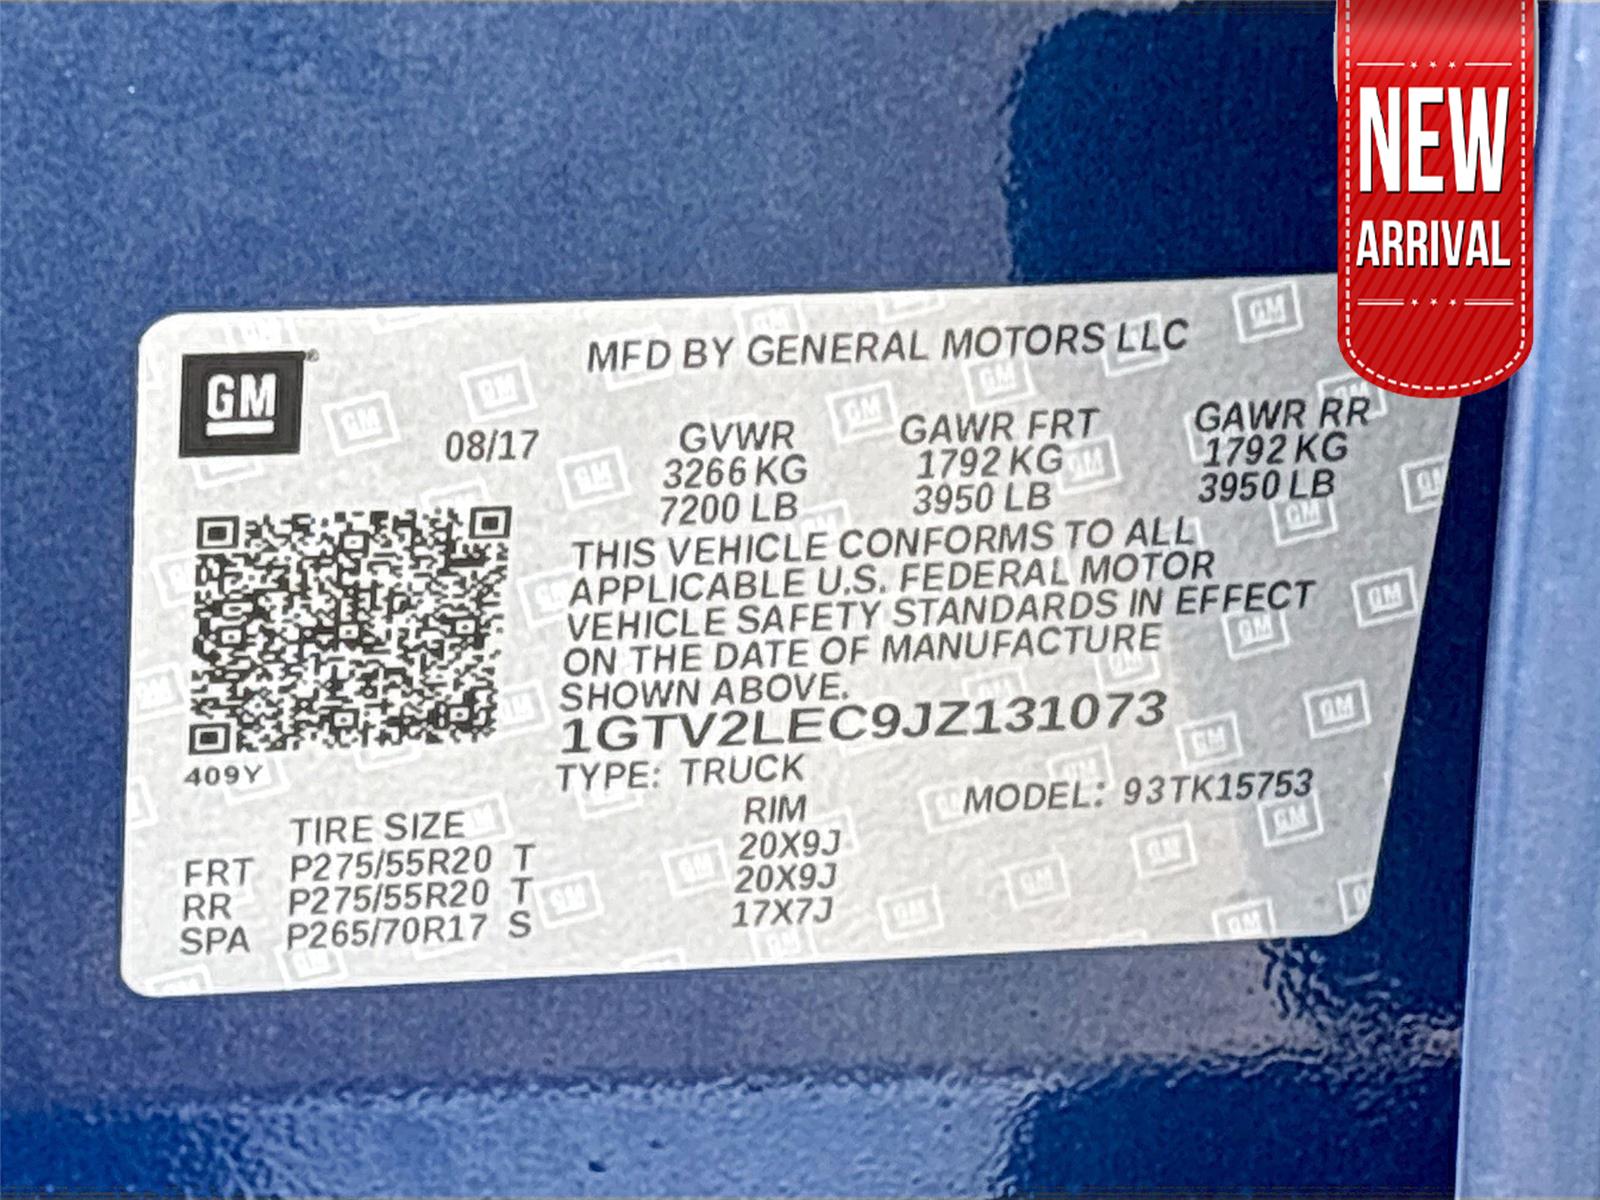 NEW
ARRIVAL
GM
MFD BY GENERAL MOTORS LLC
08/17
GVWR
3266 KG
7200 LB
GAWR FRT
1792 KG
3950 LB
GAWR RR
1792 KG
3950 LB
THIS VEHICLE CONFORMS TO ALL
APPLICABLE U.S. FEDERAL MOTOR
VEHICLE SAFETY STANDARDS IN EFFECT
ON THE DATE OF MANUFACTURE
SHOWN ABOVE.
1GTV2LEC9JZ131073
409Y
TYPE: TRUCK
MODEL: 93TK15753
TIRE SIZE RIM
FRT P275/55R20 T 20X9J
RR P275/55R20 T 20X9J
SPA P265/70R17 S 17X7J